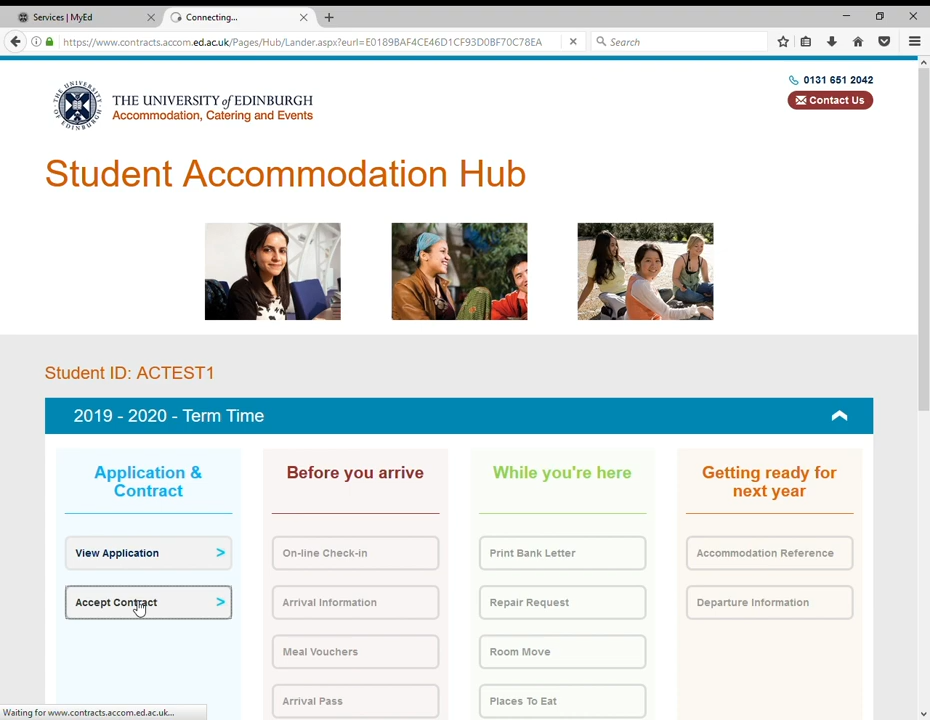 Services | MyEd
Connecting...
https://www.contracts.accom.ed.ac.uk/Pages/Hub/Lander.aspx?eurl=E0189BAF4CE46D1CF93D0BF70C78EA
Search
0131 651 2042
Contact Us
THE UNIVERSITY of EDINBURGH
Accommodation, Catering and Events
Student Accommodation Hub
Student ID: ACTEST1
2019 - 2020 - Term Time
Application &
Contract
View Application >
Accept Contract >
Before you arrive
On-line Check-in
Arrival Information
Meal Vouchers
Arrival Pass
While you're here
Print Bank Letter
Repair Request
Room Move
Places To Eat
Getting ready for
next year
Accommodation Reference
Departure Information
Waiting for www.contracts.accom.ed.ac.uk...